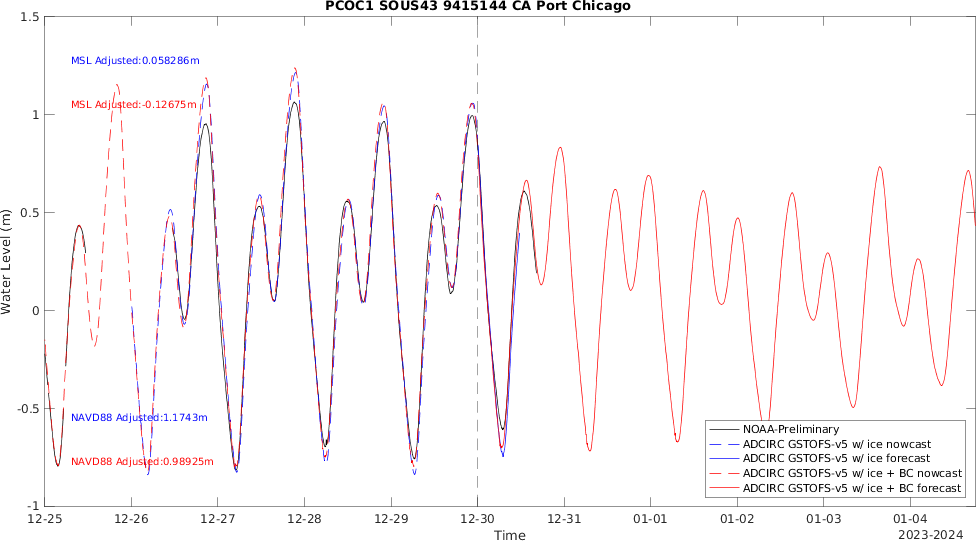 PCOC1 SOUS43 9415144 CA Port Chicago
1.5
MSL Adjusted:0.058286m
MSL Adjusted:-0.12675m
1
0.5
Water Level (m)
0
-0.5
NAVD88 Adjusted:1.1743m
NAVD88 Adjusted:0.98925m
-1
NOAA-Preliminary
ADCIRC GSTOFS-v5 w/ ice nowcast
ADCIRC GSTOFS-v5 w/ ice forecast
ADCIRC GSTOFS-v5 w/ ice + BC nowcast
ADCIRC GSTOFS-v5 w/ ice + BC forecast
12-25 12-26 12-27 12-28 12-29 12-30 12-31 01-01 01-02 01-03 01-04
Time
2023-2024